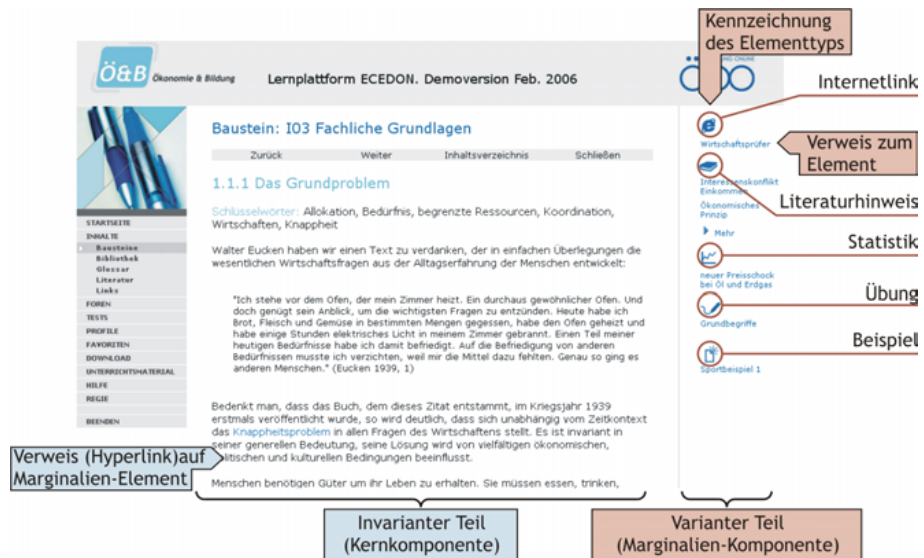 Kennzeichnung
des Elementtyps
Ö&B Ökonomie & Bildung
Lernplattform ECEDON. Demoversion Feb. 2006
ONLINE
Internetlink
Baustein: I03 Fachliche Grundlagen
Zurück Weiter Inhaltsverzeichnis Schließen
Wirtschaftsprüfer
Verweis zum
Element
1.1.1 Das Grundproblem
Interessenskonflikt
Einkommen
Literaturhinweis
Schlüsselwörter: Allokation, Bedürfnis, begrenzte Ressourcen, Koordination,
Wirtschaften, Knappheit
Ökonomisches
Prinzip
Mehr
STARTSEITE
INHALTE
Bausteine
Bibliothek
Glossar
Literatur
Links
FOREN
TESTS
PROFILE
FAVORITEN
DOWNLOAD
UNTERRICHTSMATERIAL
HILFE
REGIE
BEENDEN
Walter Eucken haben wir einen Text zu verdanken, der in einfachen Überlegungen die
wesentlichen Wirtschaftsfragen aus der Alltagserfahrung der Menschen entwickelt:
Statistik
neuer Preisschock
bei Öl und Erdgas
Übung
Grundbegriffe
Beispiel
Sportbeispiel 1
"Ich stehe vor dem Ofen, der mein Zimmer heizt. Ein durchaus gewöhnlicher Ofen. Und
doch genügt sein Anblick, um die wichtigsten Fragen zu entzünden. Heute habe ich
Brot, Fleisch und Gemüse in bestimmten Mengen gegessen, habe den Ofen geheizt und
habe einige Stunden elektrisches Licht in meinem Zimmer gebrannt. Einen Teil meiner
heutigen Bedürfnisse habe ich damit befriedigt. Auf die Befriedigung von anderen
Bedürfnissen musste ich verzichten, weil mir die Mittel dazu fehlten. Genau so ging es
anderen Menschen." (Eucken 1939, 1)
Bedenkt man, dass das Buch, dem dieses Zitat entstammt, im Kriegsjahr 1939
erstmals veröffentlicht wurde, so wird deutlich, dass sich unabhängig vom Zeitkontext
das Knappheitsproblem in allen Fragen des Wirtschaftens stellt. Es ist invariant in
seiner generellen Bedeutung, seine Lösung wird von vielfältigen ökonomischen,
politischen und kulturellen Bedingungen beeinflusst.
Verweis (Hyperlink)auf
Marginalien-Element
Menschen benötigen Güter um ihr Leben zu erhalten. Sie müssen essen, trinken,
Invarianter Teil
(Kernkomponente)
Varianter Teil
(Marginalien-Komponente)